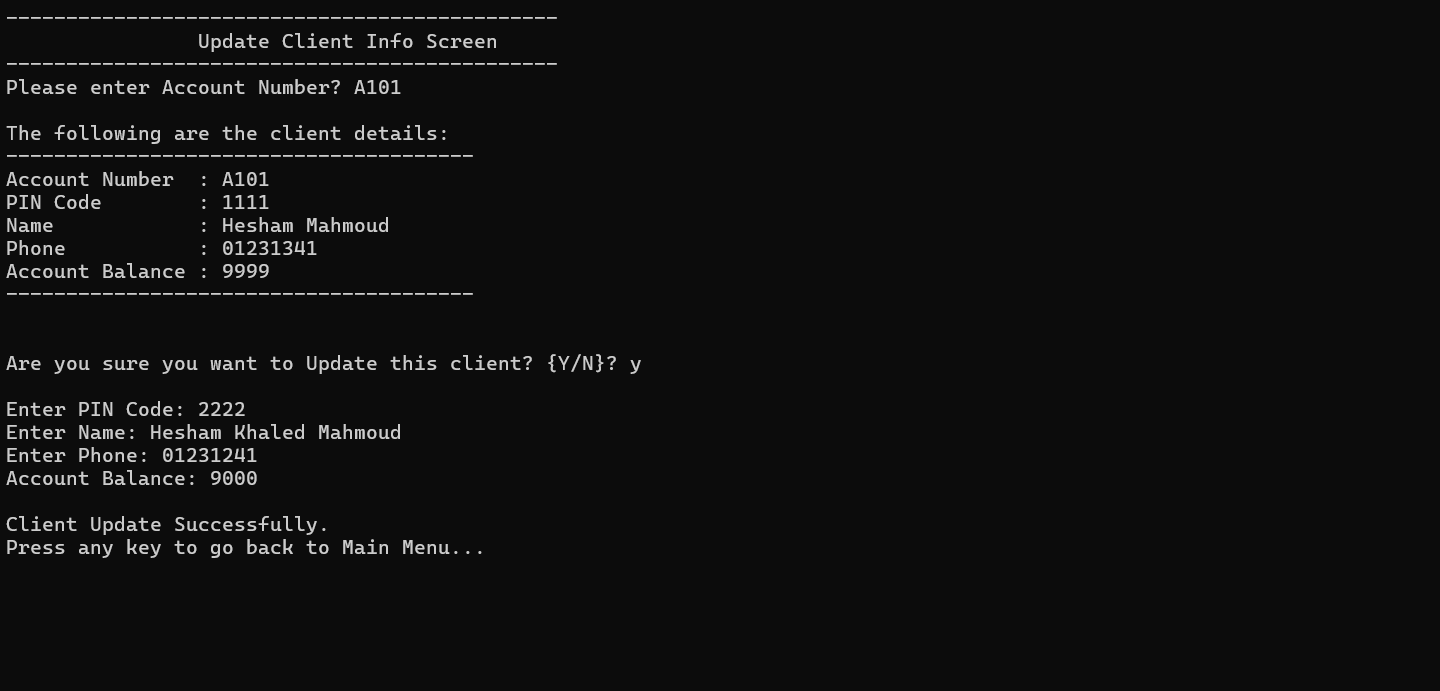 ----------------------------------------------
Update Client Info Screen
----------------------------------------------
Please enter Account Number? A101
The following are the client details:
---------------------------------------
Account Number  : A101
PIN Code        : 1111
Name            : Hesham Mahmoud
Phone           : 01231341
Account Balance : 9999
---------------------------------------
Are you sure you want to Update this client? {Y/N}? y
Enter PIN Code: 2222
Enter Name: Hesham Khaled Mahmoud
Enter Phone: 01231241
Account Balance: 9000
Client Update Successfully.
Press any key to go back to Main Menu...